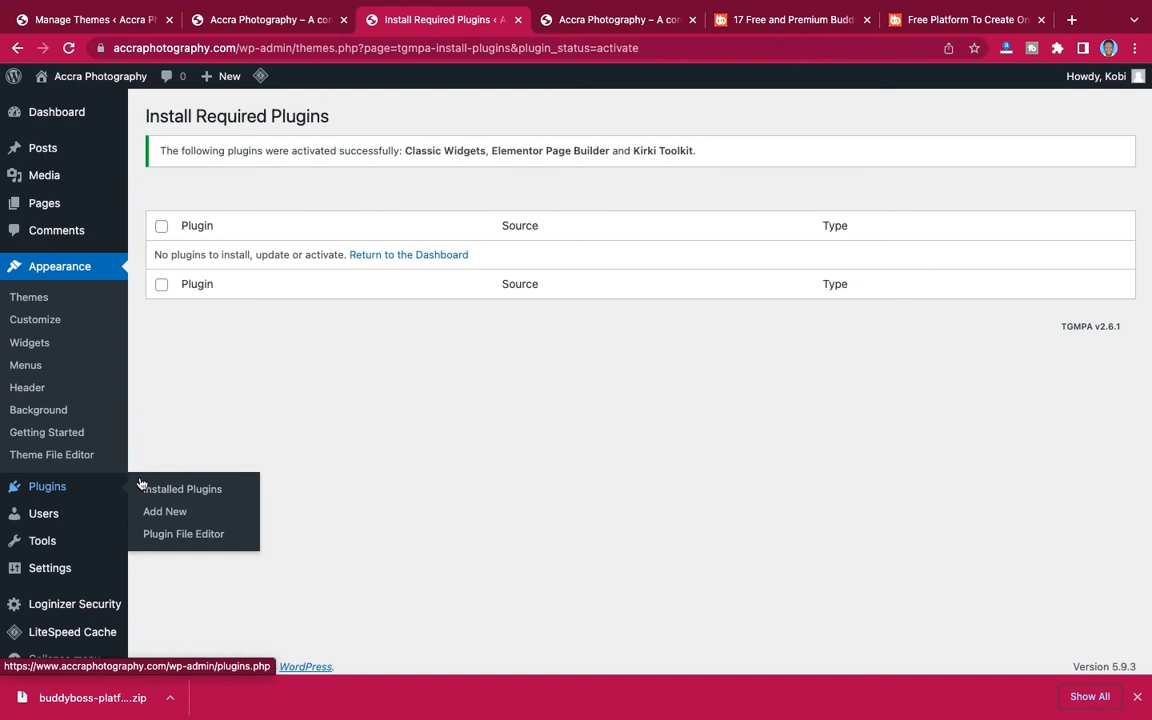 Manage Themes ‹ Accra Ph
Accra Photography – A con
Install Required Plugins ‹ A
Accra Photography – A con
17 Free and Premium Budd
Free Platform To Create On
accraphotography.com/wp-admin/themes.php?page=tgmpa-install-plugins&plugin_status=activate
Accra Photography
0
New
Howdy, Kobi
Dashboard
Posts
Media
Pages
Comments
Appearance
Themes
Customize
Widgets
Menus
Header
Background
Getting Started
Theme File Editor
Plugins
Installed Plugins
Add New
Plugin File Editor
Users
Tools
Settings
Loginizer Security
LiteSpeed Cache
Install Required Plugins
The following plugins were activated successfully: Classic Widgets, Elementor Page Builder and Kirki Toolkit.
Plugin Source Type
No plugins to install, update or activate. Return to the Dashboard
Plugin Source Type
TGMPA v2.6.1
https://www.accraphotography.com/wp-admin/plugins.php
WordPress.
Version 5.9.3
buddyboss-platf....zip
Show All